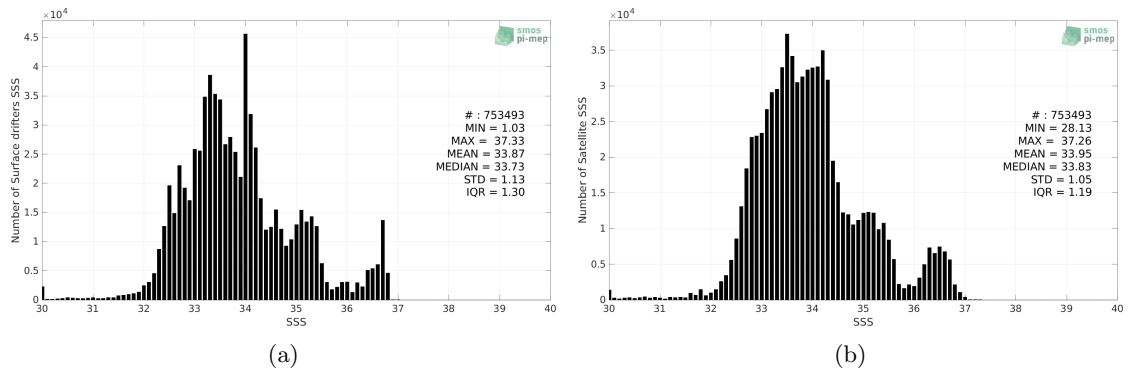 ×10⁴
4.5
4
3.5
3
2.5
2
1.5
1
0.5
0
30 31 32 33 34 35 36 37 38 39 40
SSS
Number of Surface drifters SSS
smos
pi-mep
# : 753493
MIN = 1.03
MAX = 37.33
MEAN = 33.87
MEDIAN = 33.73
STD = 1.13
IQR = 1.30
(a)
×10⁴
3.5
3
2.5
2
1.5
1
0.5
0
30 31 32 33 34 35 36 37 38 39 40
SSS
Number of Satellite SSS
smos
pi-mep
# : 753493
MIN = 28.13
MAX = 37.26
MEAN = 33.95
MEDIAN = 33.83
STD = 1.05
IQR = 1.19
(b)